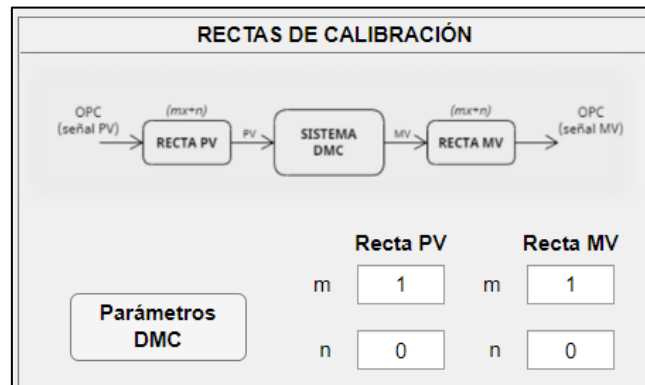 RECTAS DE CALIBRACIÓN
OPC (mx+n) (mx+n) OPC
(señal PV) PV SISTEMA MV (señal MV)
RECTA PV DMC RECTA MV
Recta PV Recta MV
m 1 m 1
Parámetros
DMC
n 0 n 0